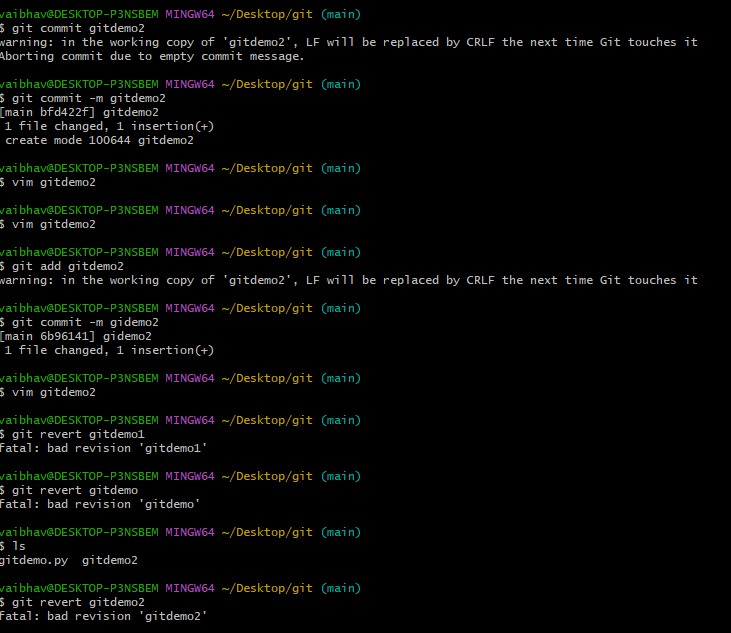 vaibhav@DESKTOP-P3NSBEM MINGW64 ~/Desktop/git (main)
$ git commit gitdemo2
warning: in the working copy of 'gitdemo2', LF will be replaced by CRLF the next time Git touches it
Aborting commit due to empty commit message.
vaibhav@DESKTOP-P3NSBEM MINGW64 ~/Desktop/git (main)
$ git commit -m gitdemo2
[main bfd422f] gitdemo2
1 file changed, 1 insertion(+)
create mode 100644 gitdemo2
vaibhav@DESKTOP-P3NSBEM MINGW64 ~/Desktop/git (main)
$ vim gitdemo2
vaibhav@DESKTOP-P3NSBEM MINGW64 ~/Desktop/git (main)
$ vim gitdemo2
vaibhav@DESKTOP-P3NSBEM MINGW64 ~/Desktop/git (main)
$ git add gitdemo2
warning: in the working copy of 'gitdemo2', LF will be replaced by CRLF the next time Git touches it
vaibhav@DESKTOP-P3NSBEM MINGW64 ~/Desktop/git (main)
$ git commit -m gidemo2
[main 6b96141] gidemo2
1 file changed, 1 insertion(+)
vaibhav@DESKTOP-P3NSBEM MINGW64 ~/Desktop/git (main)
$ vim gitdemo2
vaibhav@DESKTOP-P3NSBEM MINGW64 ~/Desktop/git (main)
$ git revert gitdemo1
fatal: bad revision 'gitdemo1'
vaibhav@DESKTOP-P3NSBEM MINGW64 ~/Desktop/git (main)
$ git revert gitdemo
fatal: bad revision 'gitdemo'
vaibhav@DESKTOP-P3NSBEM MINGW64 ~/Desktop/git (main)
$ ls
gitdemo.py  gitdemo2
vaibhav@DESKTOP-P3NSBEM MINGW64 ~/Desktop/git (main)
$ git revert gitdemo2
fatal: bad revision 'gitdemo2'